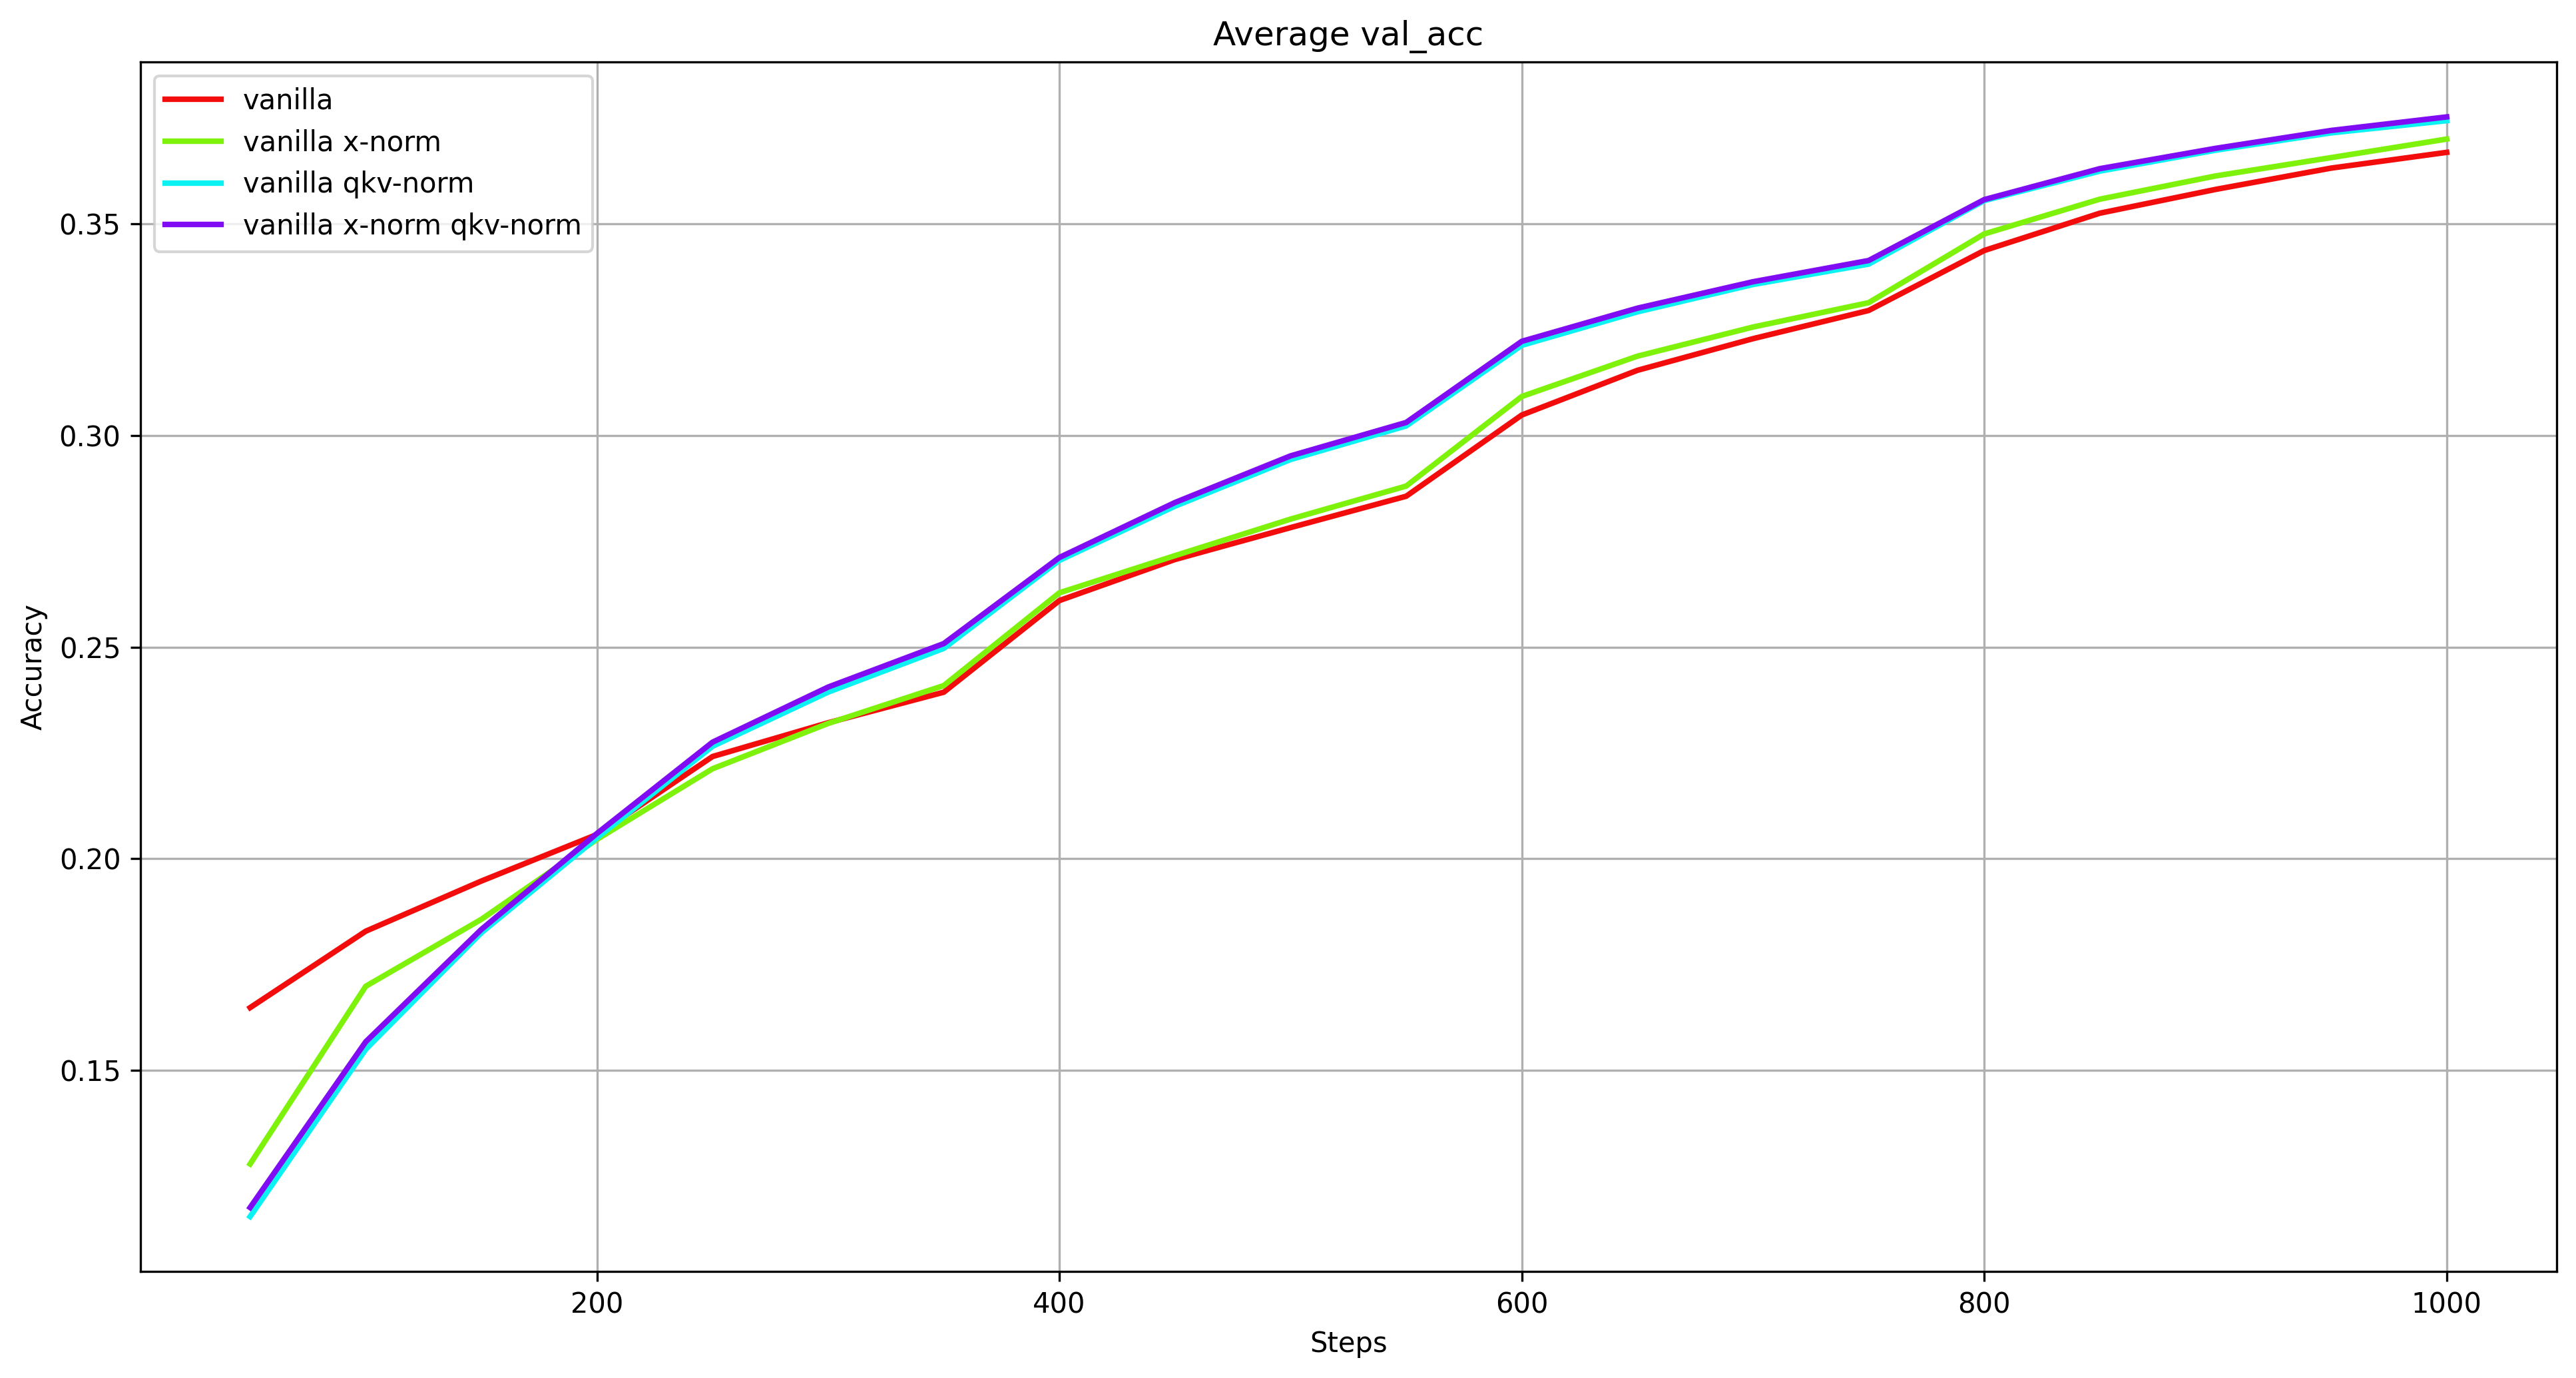 Average val_acc
vanilla
vanilla x-norm
vanilla qkv-norm
vanilla x-norm qkv-norm
Accuracy
0.35
0.30
0.25
0.20
0.15
200 400 600 800 1000
Steps